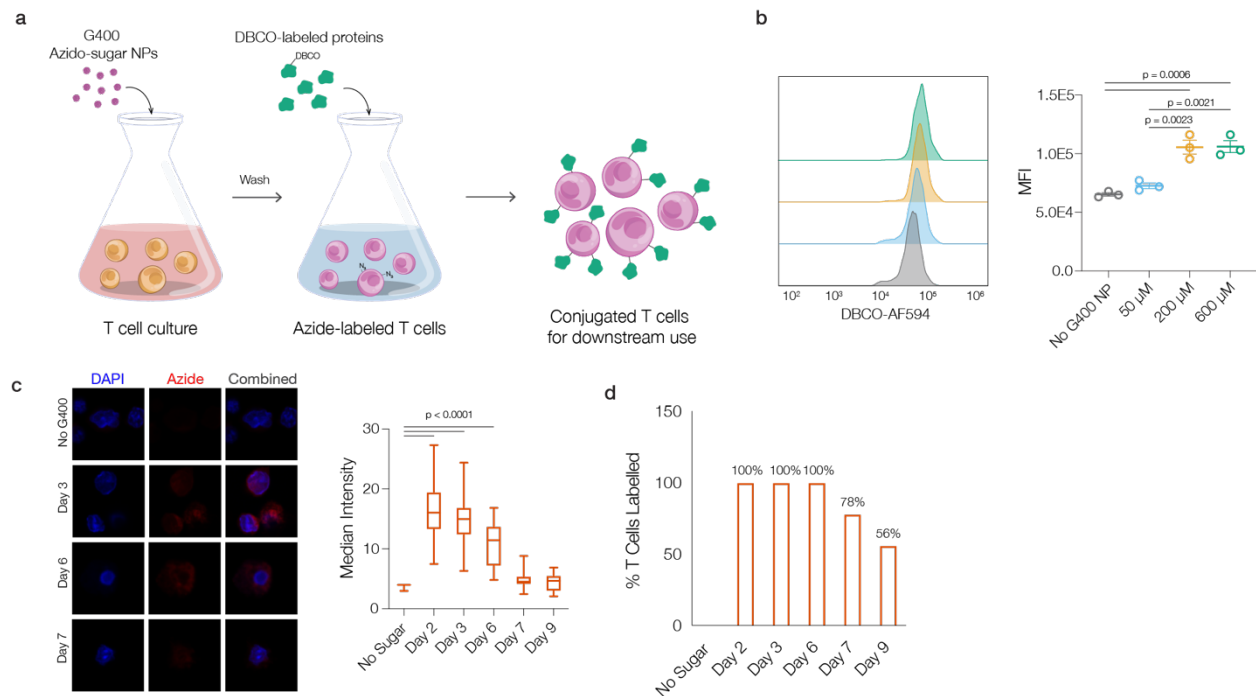 a
G400
Azido-sugar NPs
DBCO-labeled proteins
DBCO
Wash
N3
N3
T cell culture
Azide-labeled T cells
Conjugated T cells
for downstream use
b
10² 10³ 10⁴ 10⁵ 10⁶
DBCO-AF594
p = 0.0006
p = 0.0021
p = 0.0023
MFI
1.5E5
1.0E5
5.0E4
0.0
No G400 NP
50 µM
200 µM
600 µM
c
DAPI Azide Combined
No G400
Day 3
Day 6
Day 7
p < 0.0001
Median Intensity
30
20
10
0
No Sugar
Day 2
Day 3
Day 6
Day 7
Day 9
d
% T Cells Labelled
150
100
50
0
100% 100% 100% 78% 56%
No Sugar
Day 2
Day 3
Day 6
Day 7
Day 9